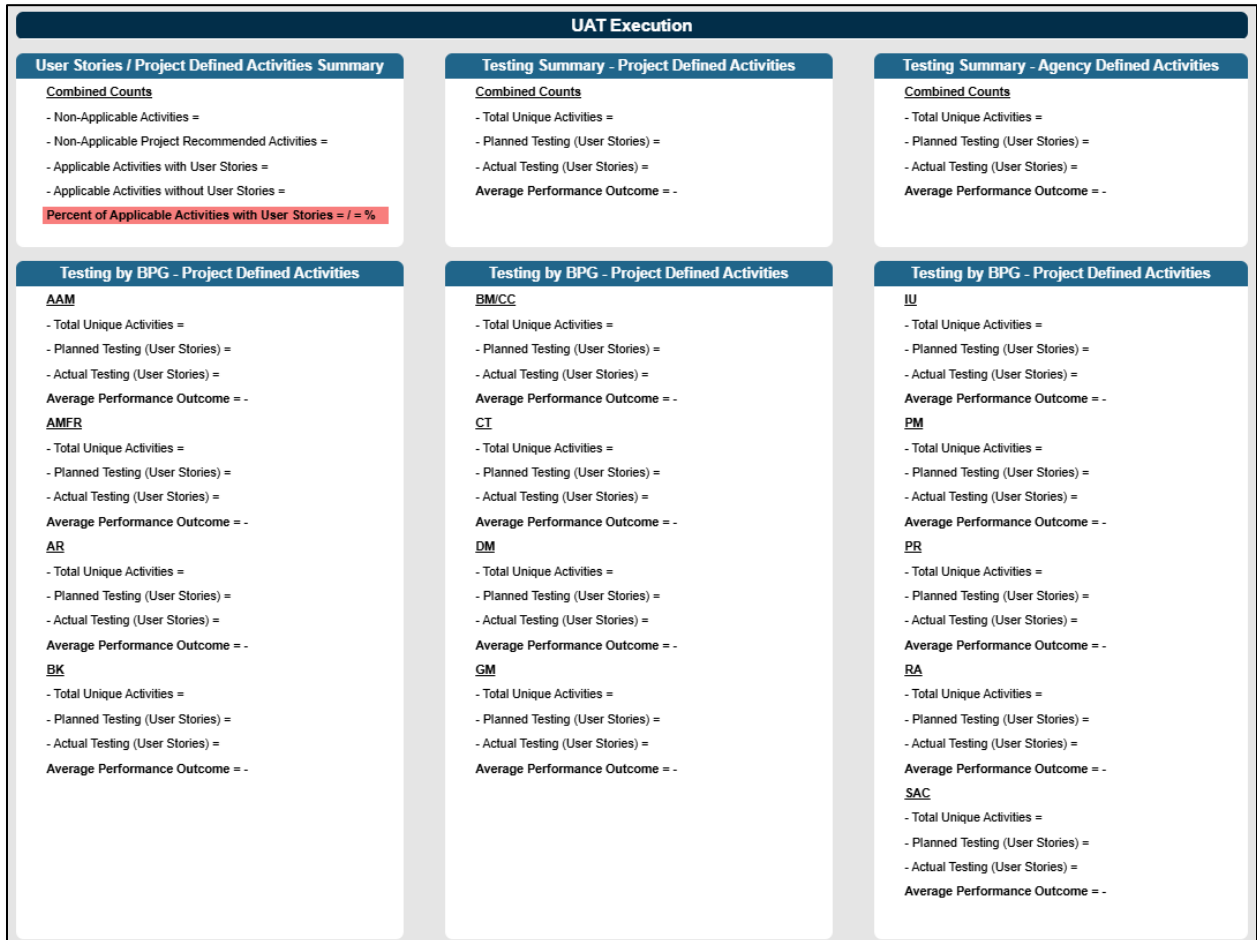 UAT Execution
User Stories / Project Defined Activities Summary
Combined Counts
- Non-Applicable Activities =
- Non-Applicable Project Recommended Activities =
- Applicable Activities with User Stories =
- Applicable Activities without User Stories =
Percent of Applicable Activities with User Stories = / = %
Testing Summary - Project Defined Activities
Combined Counts
- Total Unique Activities =
- Planned Testing (User Stories) =
- Actual Testing (User Stories) =
Average Performance Outcome = -
Testing Summary - Agency Defined Activities
Combined Counts
- Total Unique Activities =
- Planned Testing (User Stories) =
- Actual Testing (User Stories) =
Average Performance Outcome = -
Testing by BPG - Project Defined Activities
AAM
- Total Unique Activities =
- Planned Testing (User Stories) =
- Actual Testing (User Stories) =
Average Performance Outcome = -
AMFR
- Total Unique Activities =
- Planned Testing (User Stories) =
- Actual Testing (User Stories) =
Average Performance Outcome = -
AR
- Total Unique Activities =
- Planned Testing (User Stories) =
- Actual Testing (User Stories) =
Average Performance Outcome = -
BK
- Total Unique Activities =
- Planned Testing (User Stories) =
- Actual Testing (User Stories) =
Average Performance Outcome = -
Testing by BPG - Project Defined Activities
BM/CC
- Total Unique Activities =
- Planned Testing (User Stories) =
- Actual Testing (User Stories) =
Average Performance Outcome = -
CT
- Total Unique Activities =
- Planned Testing (User Stories) =
- Actual Testing (User Stories) =
Average Performance Outcome = -
DM
- Total Unique Activities =
- Planned Testing (User Stories) =
- Actual Testing (User Stories) =
Average Performance Outcome = -
GM
- Total Unique Activities =
- Planned Testing (User Stories) =
- Actual Testing (User Stories) =
Average Performance Outcome = -
Testing by BPG - Project Defined Activities
IU
- Total Unique Activities =
- Planned Testing (User Stories) =
- Actual Testing (User Stories) =
Average Performance Outcome = -
PM
- Total Unique Activities =
- Planned Testing (User Stories) =
- Actual Testing (User Stories) =
Average Performance Outcome = -
PR
- Total Unique Activities =
- Planned Testing (User Stories) =
- Actual Testing (User Stories) =
Average Performance Outcome = -
RA
- Total Unique Activities =
- Planned Testing (User Stories) =
- Actual Testing (User Stories) =
Average Performance Outcome = -
SAC
- Total Unique Activities =
- Planned Testing (User Stories) =
- Actual Testing (User Stories) =
Average Performance Outcome = -